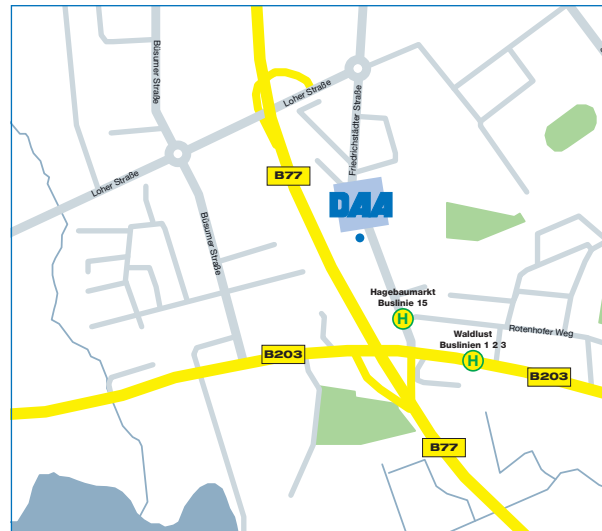 Büsumer Straße
Loher Straße
Friedrichstädter Straße
B77
Loher Straße
DAA
Büsumer Straße
Hagebaumarkt
Buslinie 15
H
Rotenhofer Weg
Waldlust
Buslinien 1 2 3
H
B203
B203
B77